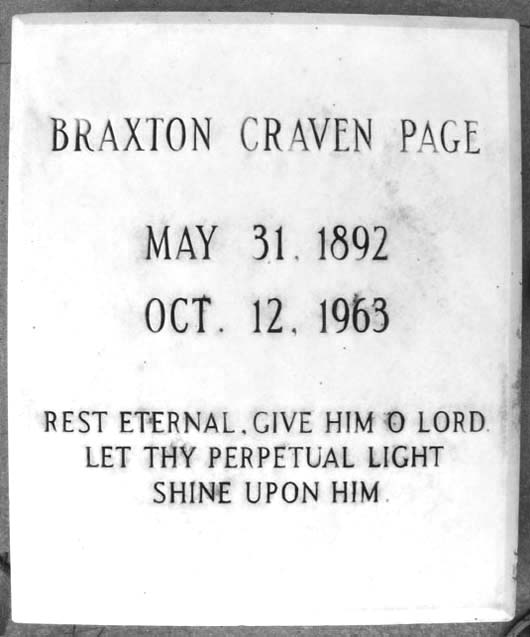 BRAXTON CRAVEN PAGE
MAY 31, 1892
OCT. 12, 1963
REST ETERNAL, GIVE HIM O LORD.
LET THY PERPETUAL LIGHT
SHINE UPON HIM.